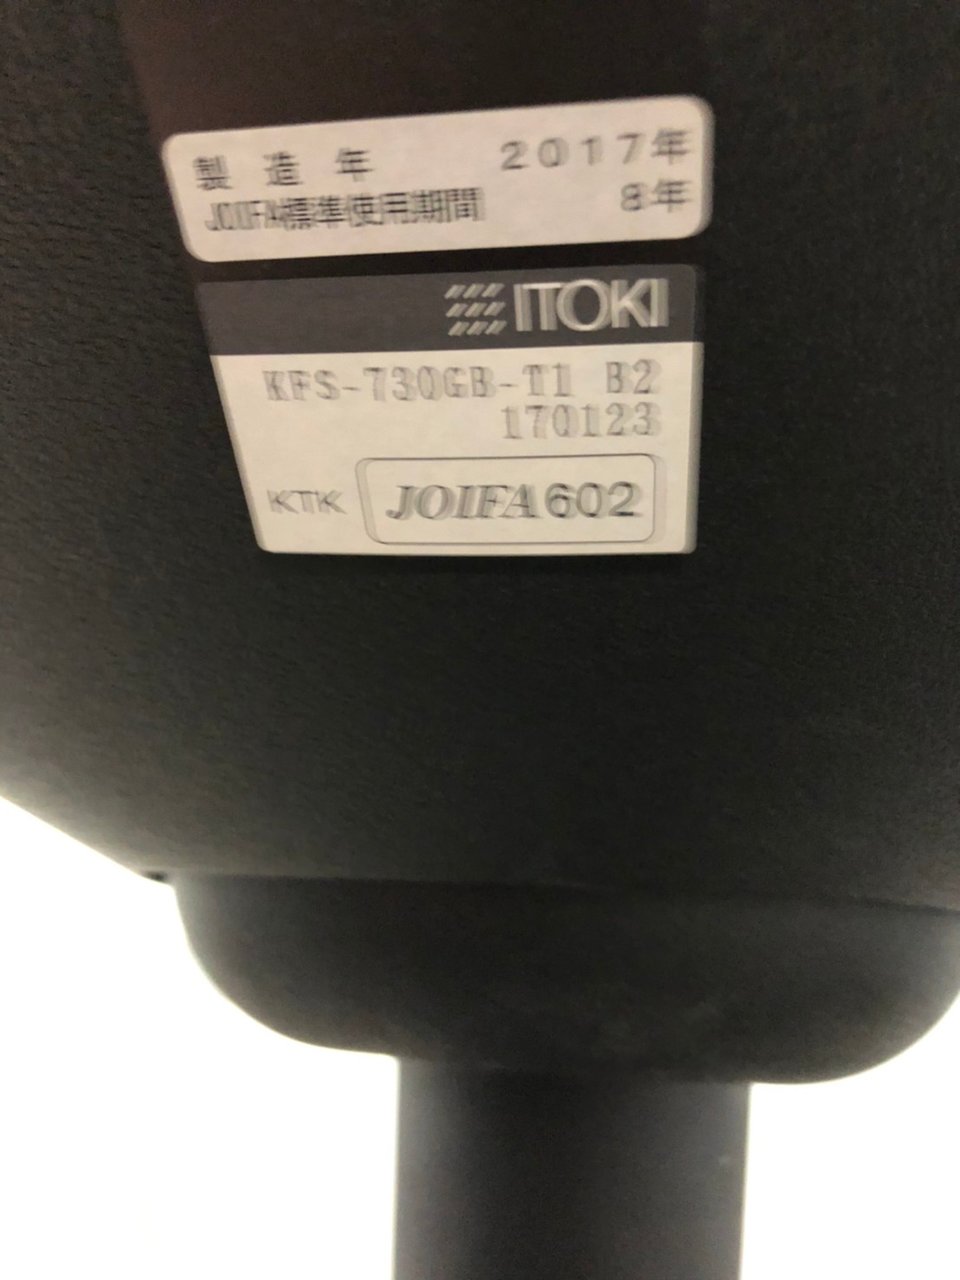 製造年 2017年
JOIFA標準使用期間 8年
ITOKI
KFS-730GB-T1 B2
170123
KTK JOIFA602